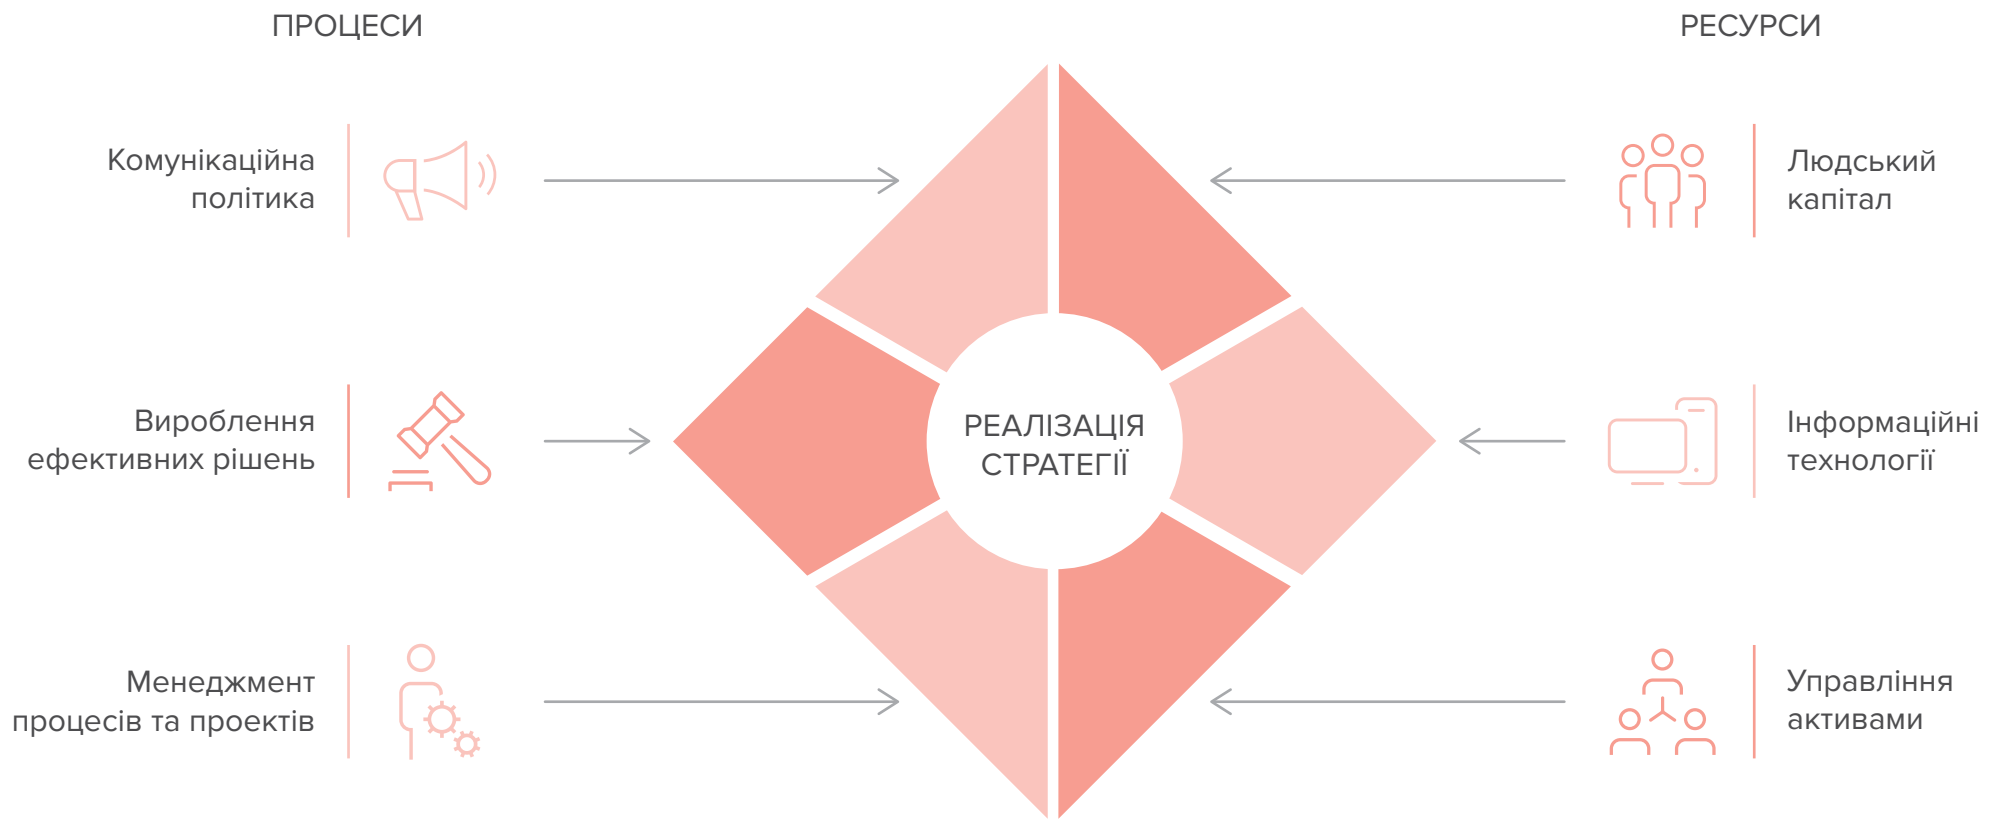 ПРОЦЕСИ
Комунікаційна
політика
Вироблення
ефективних рішень
Менеджмент
процесів та проектів
РЕАЛІЗАЦІЯ
СТРАТЕГІЇ
РЕСУРСИ
Людський
капітал
Інформаційні
технології
Управління
активами